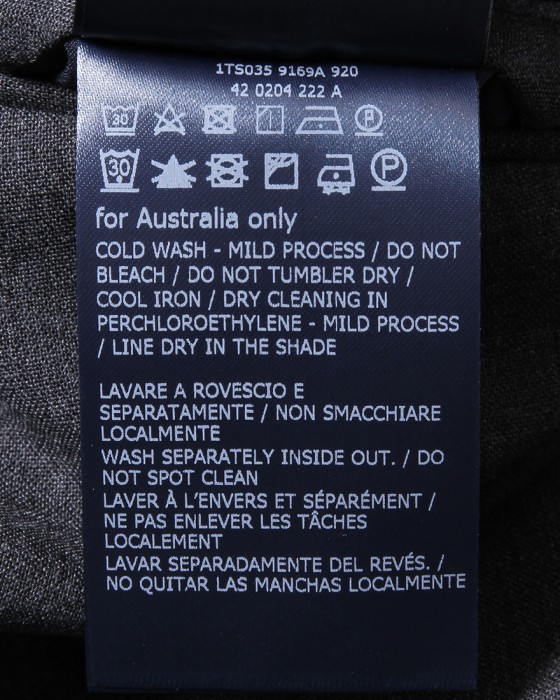 1TS035 9169A 920
42 0204 222 A
30 P
30 P
for Australia only
COLD WASH - MILD PROCESS / DO NOT
BLEACH / DO NOT TUMBLER DRY /
COOL IRON / DRY CLEANING IN
PERCHLOROETHYLENE - MILD PROCESS
/ LINE DRY IN THE SHADE
LAVARE A ROVESCIO E
SEPARATAMENTE / NON SMACCHIARE
LOCALMENTE
WASH SEPARATELY INSIDE OUT. / DO
NOT SPOT CLEAN
LAVER À L'ENVERS ET SÉPARÉMENT /
NE PAS ENLEVER LES TÂCHES
LOCALEMENT
LAVAR SEPARADAMENTE DEL REVÉS. /
NO QUITAR LAS MANCHAS LOCALMENTE